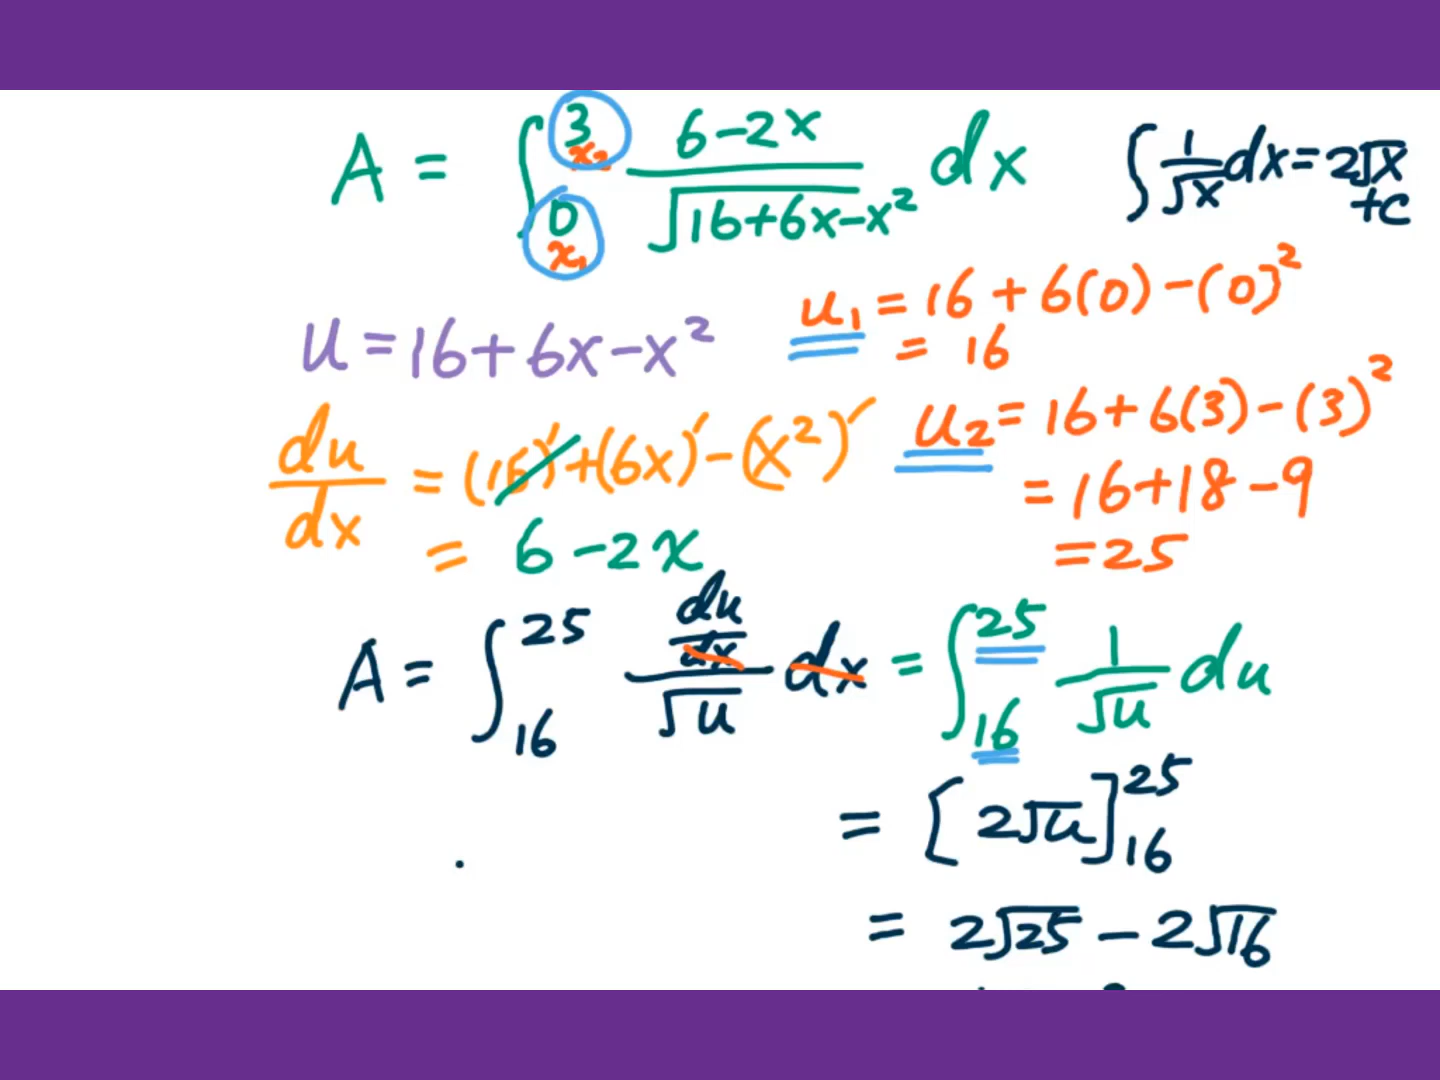 A = ∫₀³ (6-2x)/√(16+6x-x²) dx
x₂
x₁
∫ 1/√x dx = 2√x + C
u = 16+6x-x²
u₁ = 16 + 6(0) - (0)²
= 16
du/dx = (16)′+(6x)′-(x²)′
= 6-2x
u₂ = 16+6(3)-(3)²
= 16+18-9
= 25
A = ∫₁₆²⁵ (du/dx)/√u dx = ∫₁₆²⁵ 1/√u du
= [2√u]₁₆²⁵
= 2√25 - 2√16